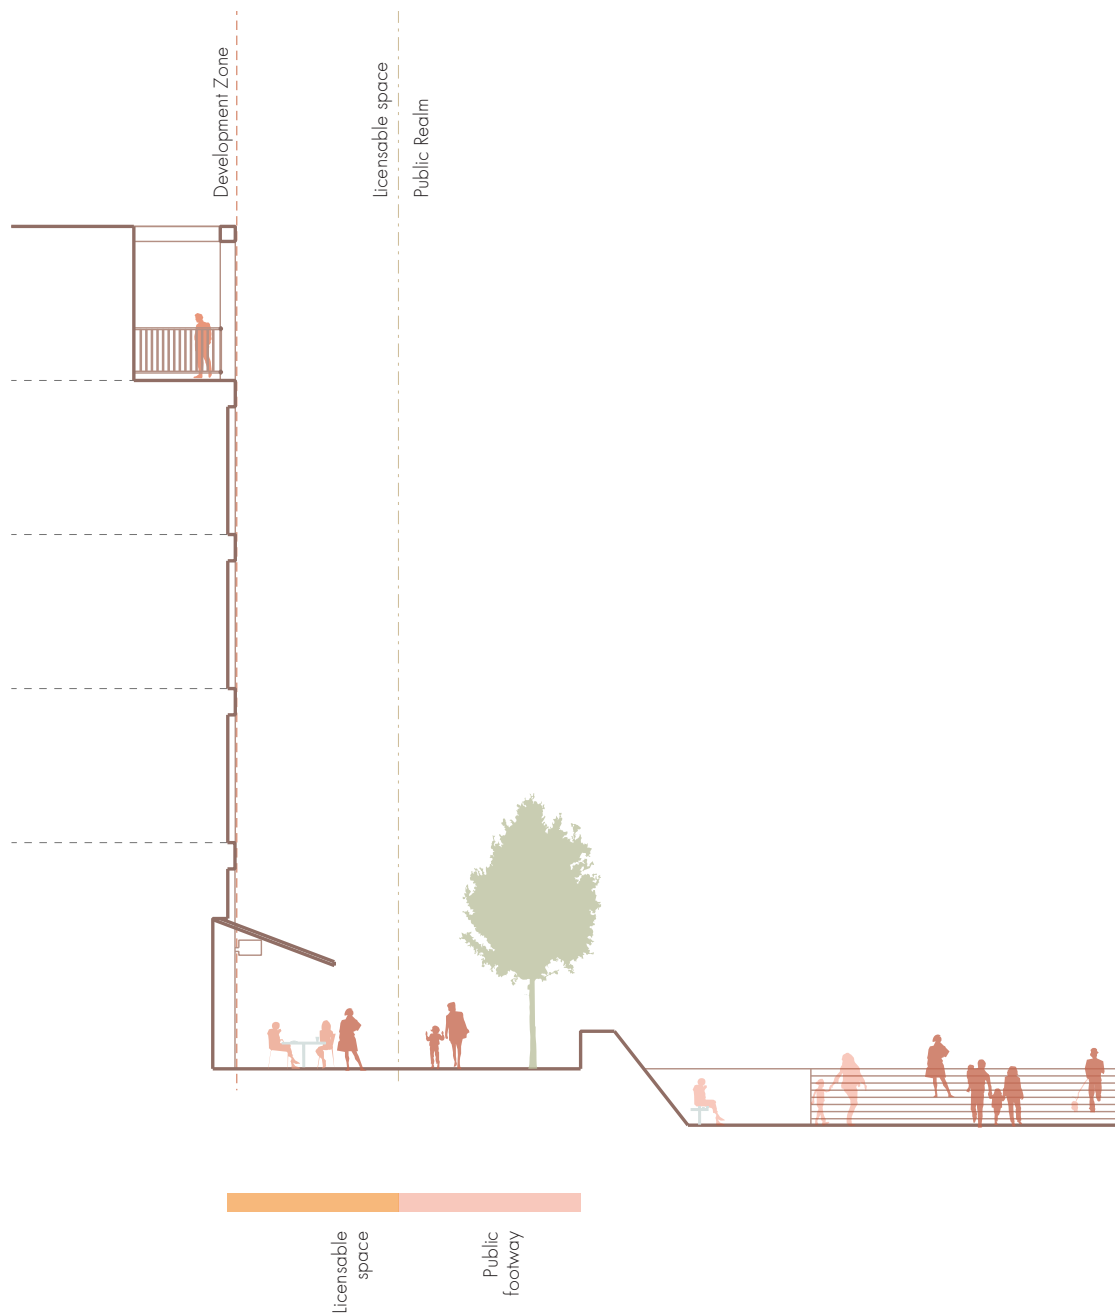 Development Zone
Licensable space
Public Realm
Licensable
space
Public
footway